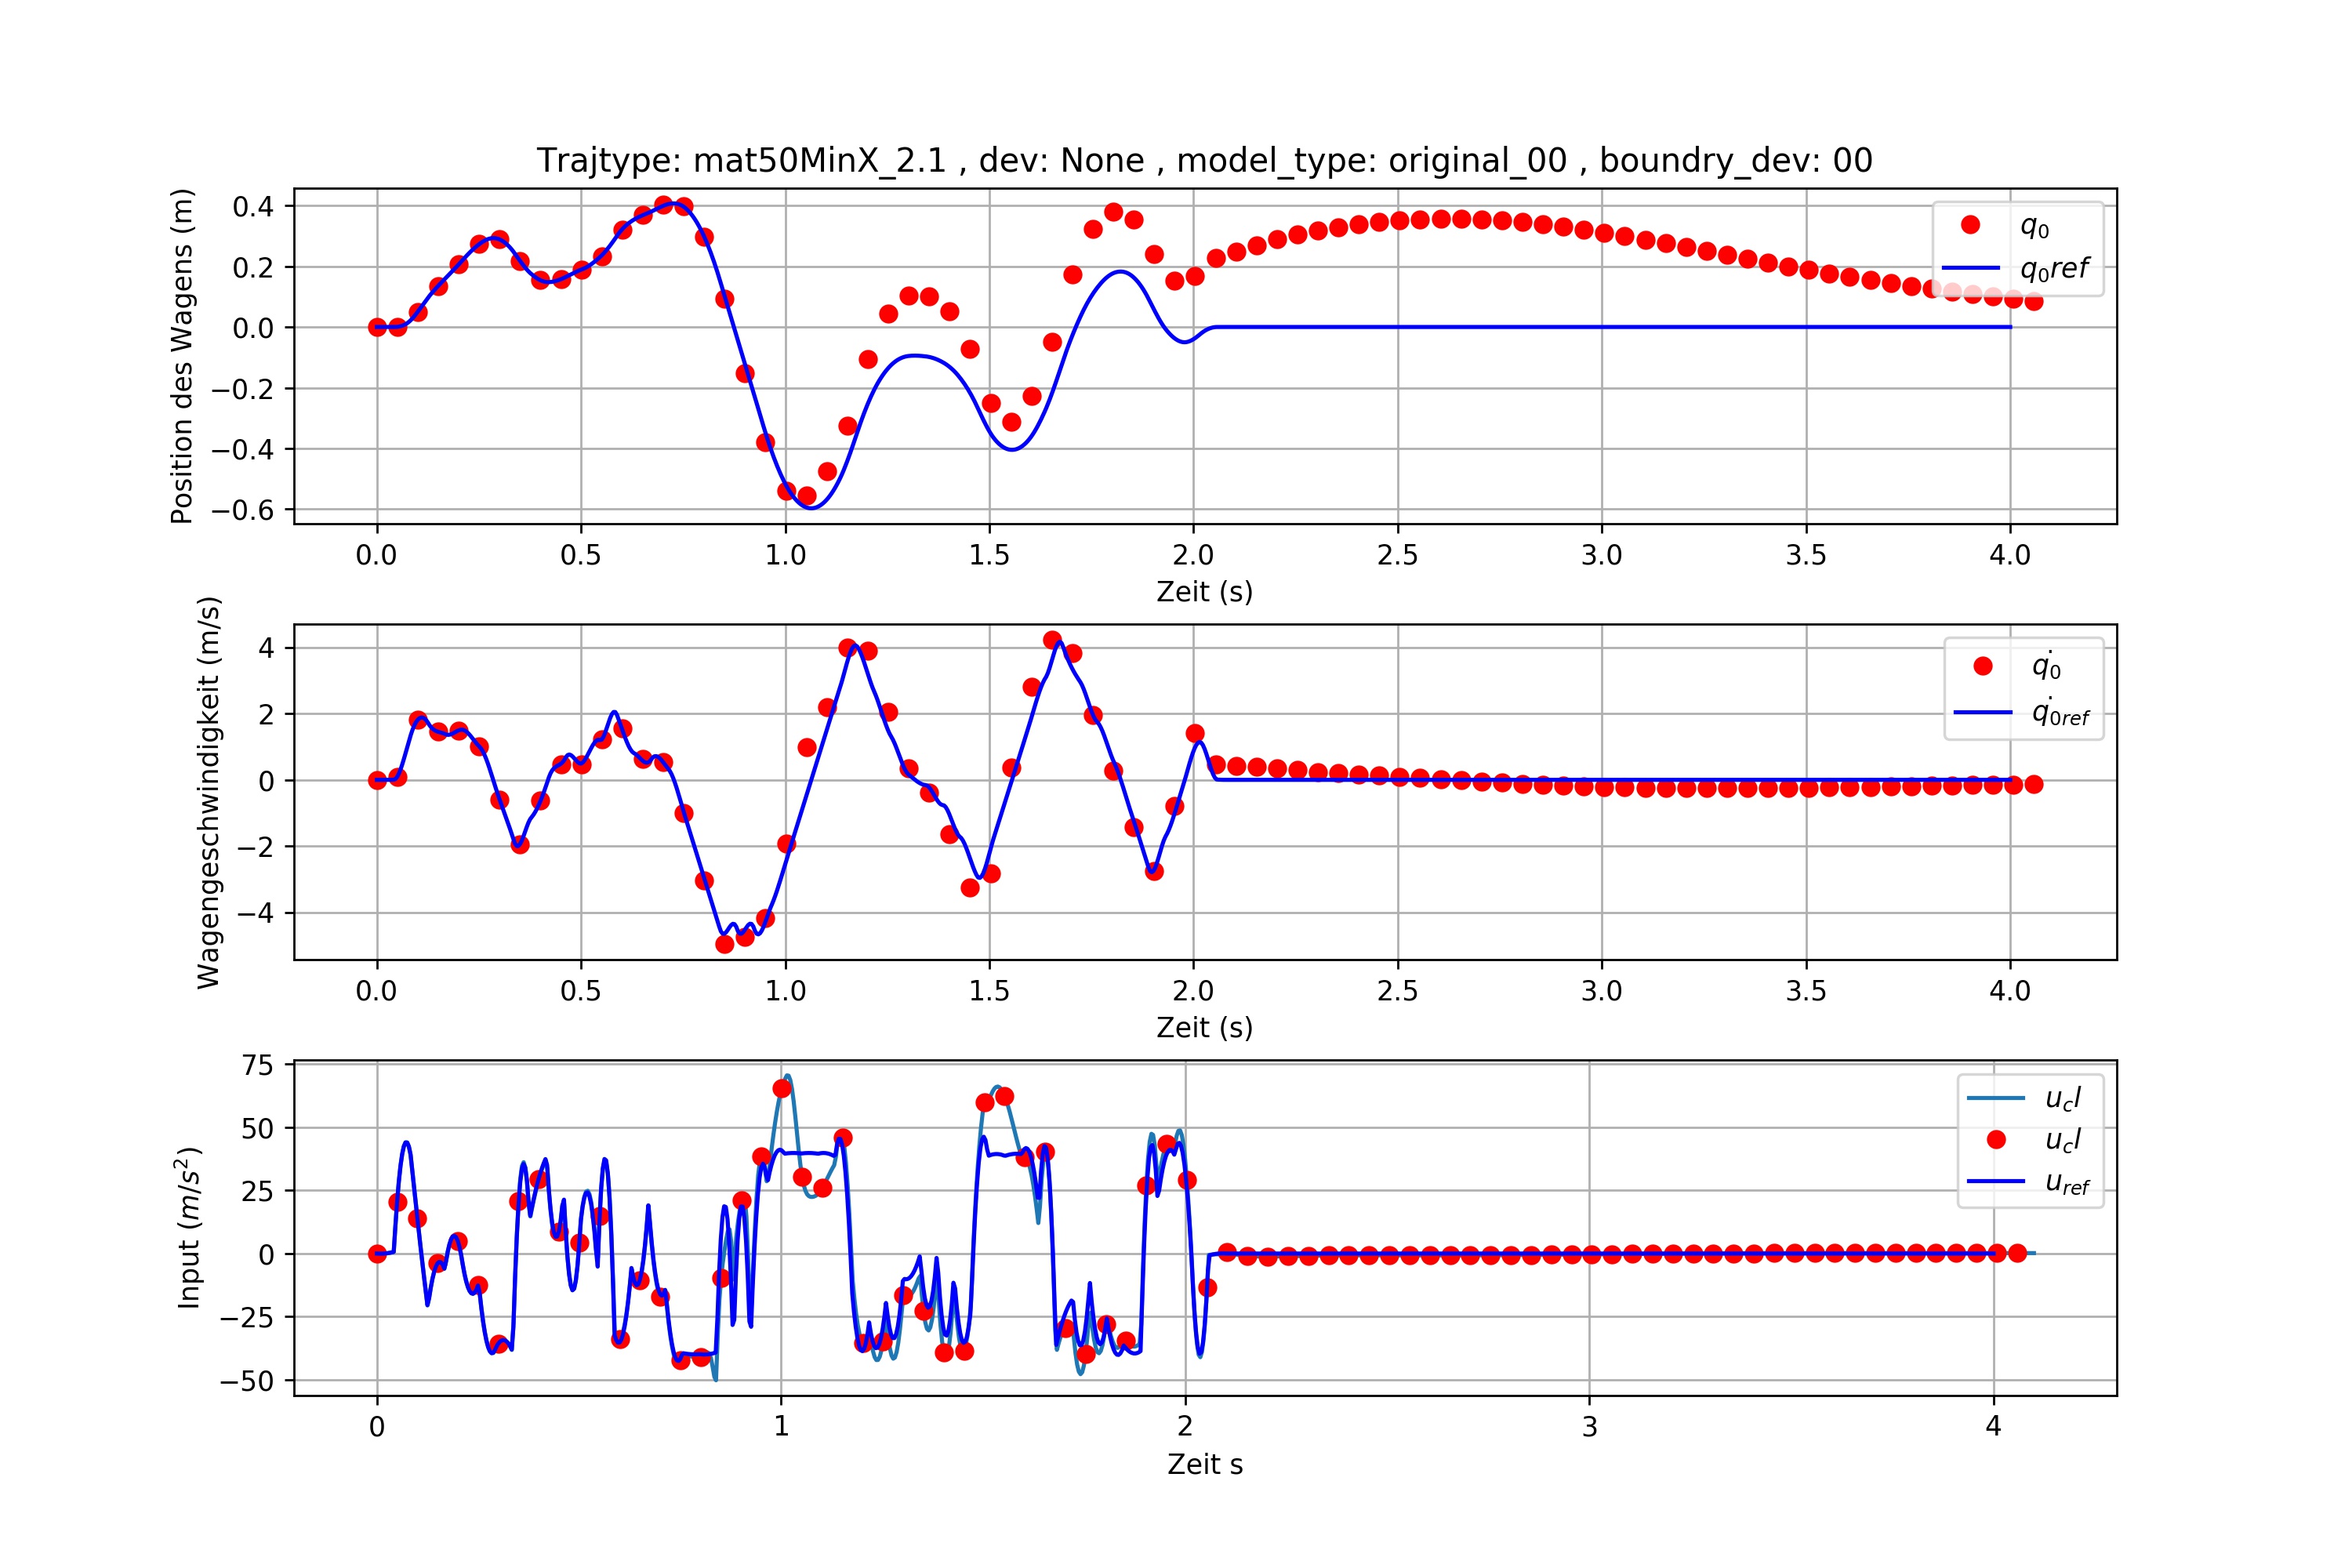 Trajtype: mat50MinX_2.1 , dev: None , model_type: original_00 , boundry_dev: 00
Position des Wagens (m)
0.4
0.2
0.0
−0.2
−0.4
−0.6
q₀
q₀ref
0.0 0.5 1.0 1.5 2.0 2.5 3.0 3.5 4.0
Zeit (s)
Wagengeschwindigkeit (m/s)
4
2
0
−2
−4
q̇₀
q̇₀ref
0.0 0.5 1.0 1.5 2.0 2.5 3.0 3.5 4.0
Zeit (s)
Input (m/s²)
75
50
25
0
−25
−50
u_cl
u_cl
u_ref
0 1 2 3 4
Zeit s